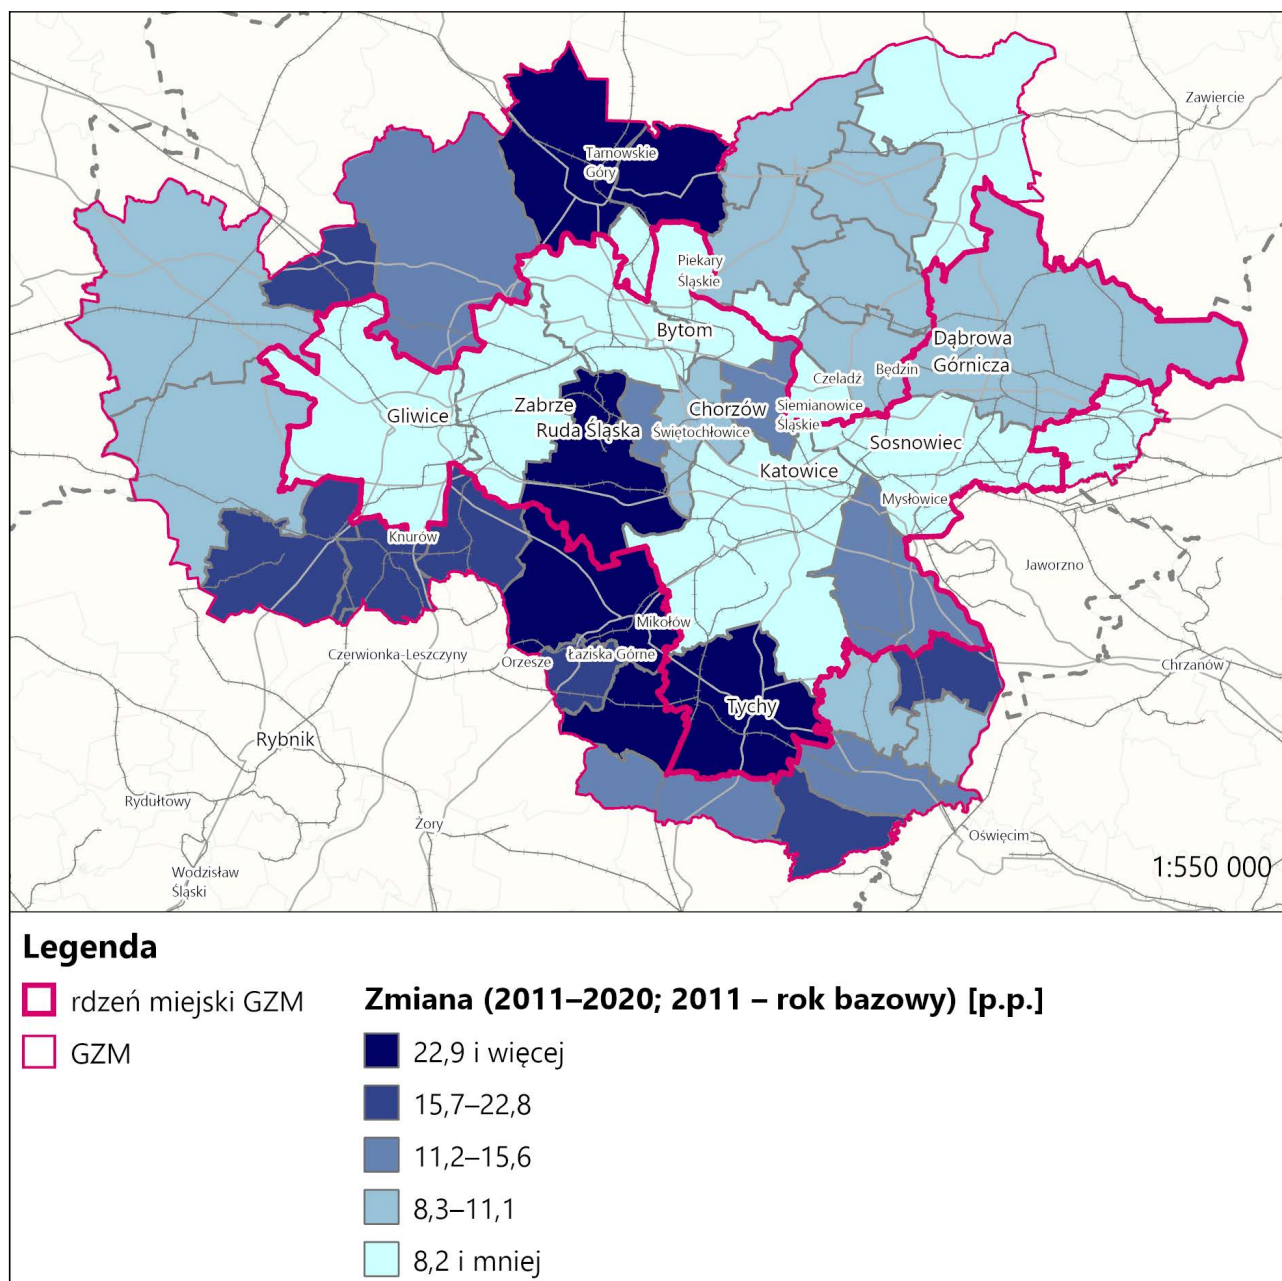 Zawiercie
Tarnowskie
Góry
Piekary
Śląskie
Bytom
Dąbrowa
Górnicza
Będzin
Czeladź
Gliwice
Zabrze
Chorzów
Siemianowice
Śląskie
Ruda Śląska
Świętochłowice
Sosnowiec
Katowice
Mysłowice
Knurów
Jaworzno
Mikołów
Czerwionka-Leszczyny
Orzesze
Łaziska Górne
Chrzanów
Tychy
Rybnik
Rydułtowy
Żory
Oświęcim
Wodzisław
Śląski
1:550 000
Legenda
rdzeń miejski GZM
GZM
Zmiana (2011–2020; 2011 – rok bazowy) [p.p.]
22,9 i więcej
15,7–22,8
11,2–15,6
8,3–11,1
8,2 i mniej